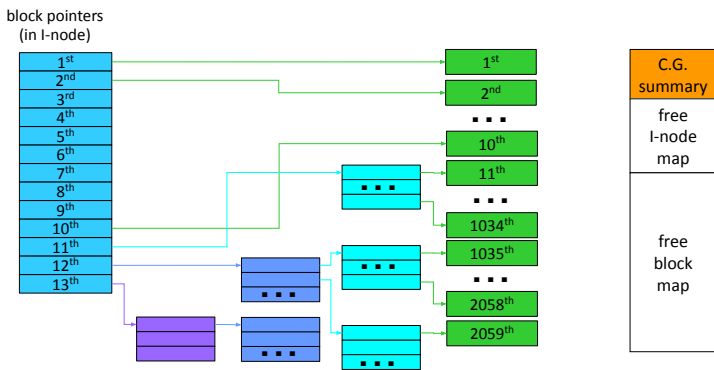 block pointers
(in I-node)
1st
2nd
3rd
4th
5th
6th
7th
8th
9th
10th
11th
12th
13th
1st
2nd
...
10th
11th
...
1034th
1035th
...
2058th
2059th
...
...
...
...
...
C.G.
summary
free
I-node
map
free
block
map